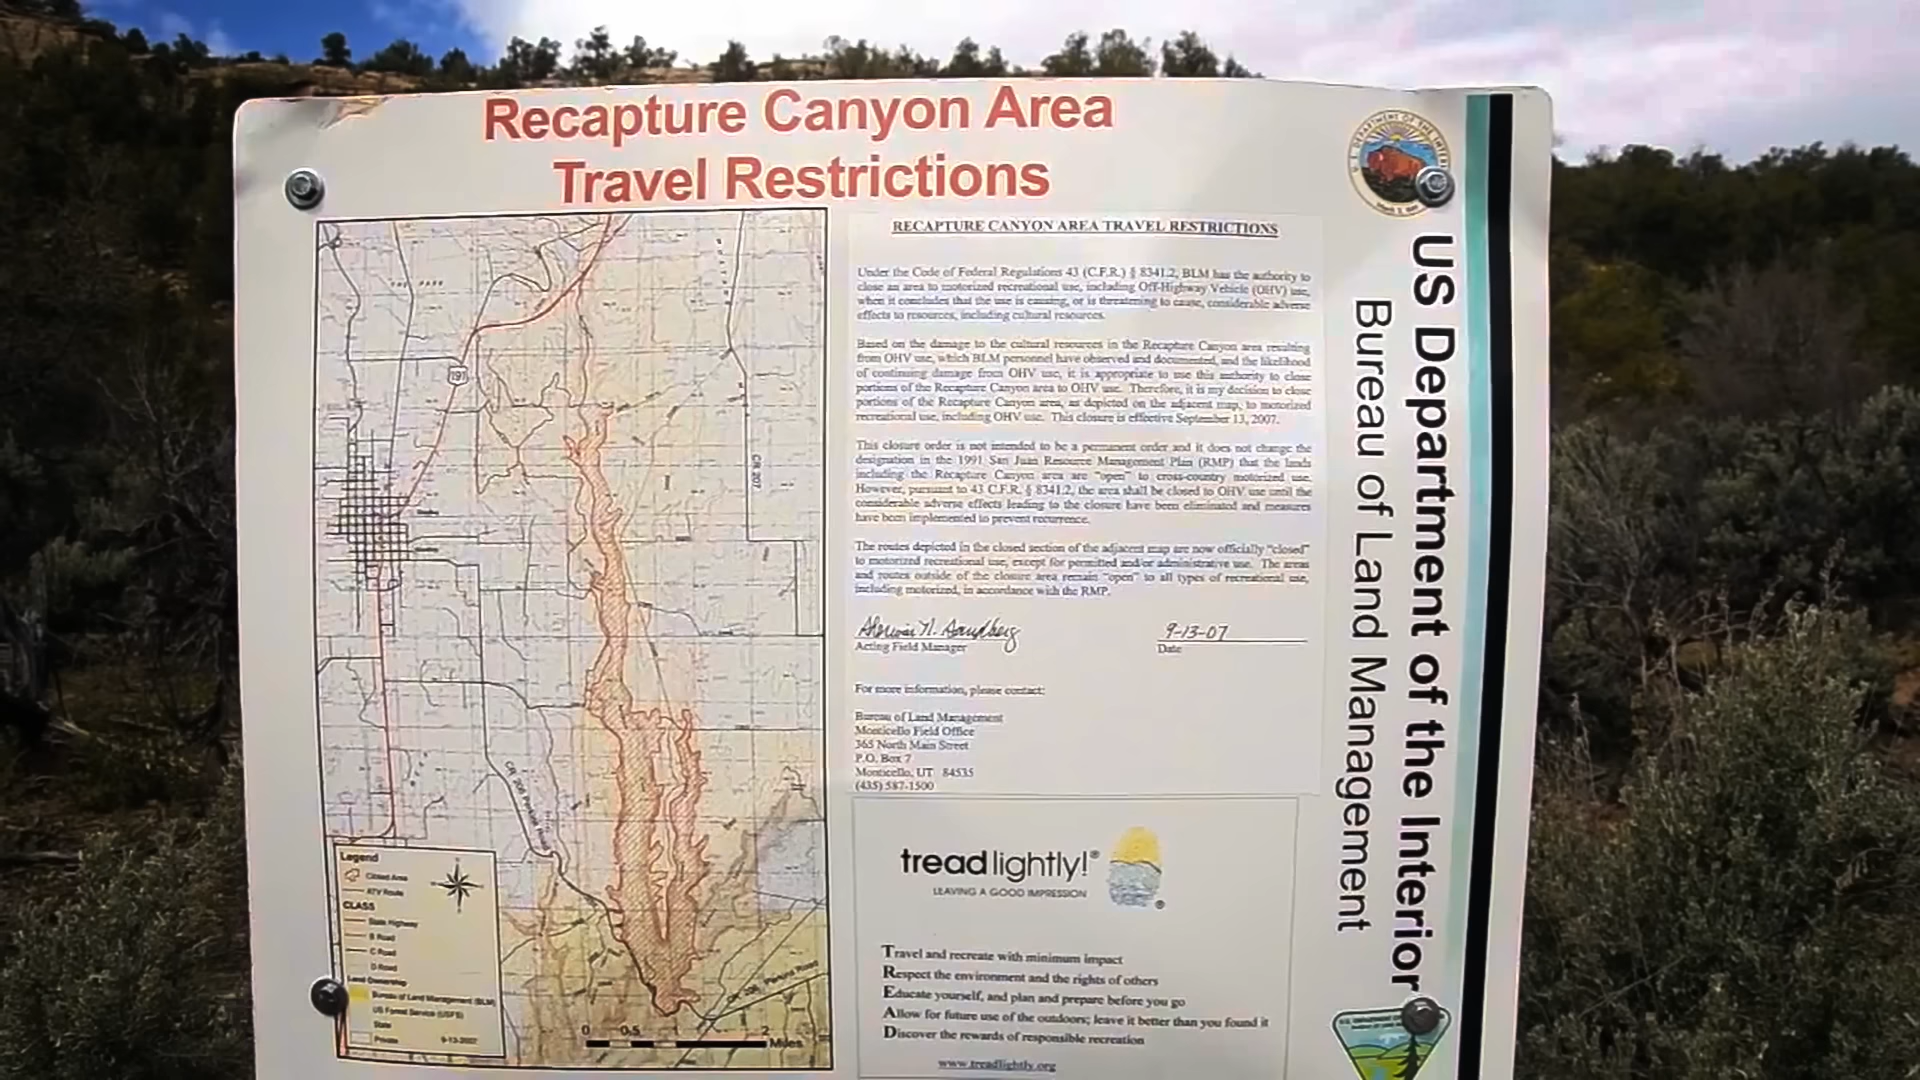 Recapture Canyon Area
Travel Restrictions
RECAPTURE CANYON AREA TRAVEL RESTRICTIONS
Under the Code of Federal Regulations 43 (C.F.R.) § 8341.2, BLM has the authority to
close an area to motorized recreational use, including Off-Highway Vehicle (OHV) use,
when it concludes that the use is causing, or is threatening to cause, considerable adverse
effects to resources, including cultural resources.
Based on the damage to the cultural resources in the Recapture Canyon area resulting
from OHV use, which BLM personnel have observed and documented, and the likelihood
of continuing damage from OHV use, it is appropriate to use this authority to close
portions of the Recapture Canyon area to OHV use. Therefore, it is my decision to close
portions of the Recapture Canyon area, as depicted on the adjacent map, to motorized
recreational use, including OHV use. This closure is effective September 13, 2007.
This closure order is not intended to be a permanent order and it does not change the
designation in the 1991 San Juan Resource Management Plan (RMP) that the lands
including the Recapture Canyon area are "open" to cross-country motorized use.
However, pursuant to 43 C.F.R. § 8341.2, the area shall be closed to OHV use until the
considerable adverse effects leading to the closure have been eliminated and measures
have been implemented to prevent recurrence.
The routes depicted in the closed section of the adjacent map are now officially "closed"
to motorized recreational use, except for permitted and/or administrative use. The areas
and routes outside of the closure area remain "open" to all types of recreational use,
including motorized, in accordance with the RMP.
9-13-07
Acting Field Manager
Date
For more information, please contact:
Bureau of Land Management
Monticello Field Office
365 North Main Street
P.O. Box 7
Monticello, UT 84535
(435) 587-1500
treadlightly!®
LEAVING A GOOD IMPRESSION
®
Travel and recreate with minimum impact
Respect the environment and the rights of others
Educate yourself, and plan and prepare before you go
Allow for future use of the outdoors; leave it better than you found it
Discover the rewards of responsible recreation
www.treadlightly.org
US Department of the Interior
Bureau of Land Management
191
CR 207
Legend
Closed Area
ATV Route
CLASS
State Highway
B Road
C Road
D Road
Land Ownership
Bureau of Land Management (BLM)
US Forest Service (USFS)
State
Private
9-13-2007
0 0.5 1 2
Miles